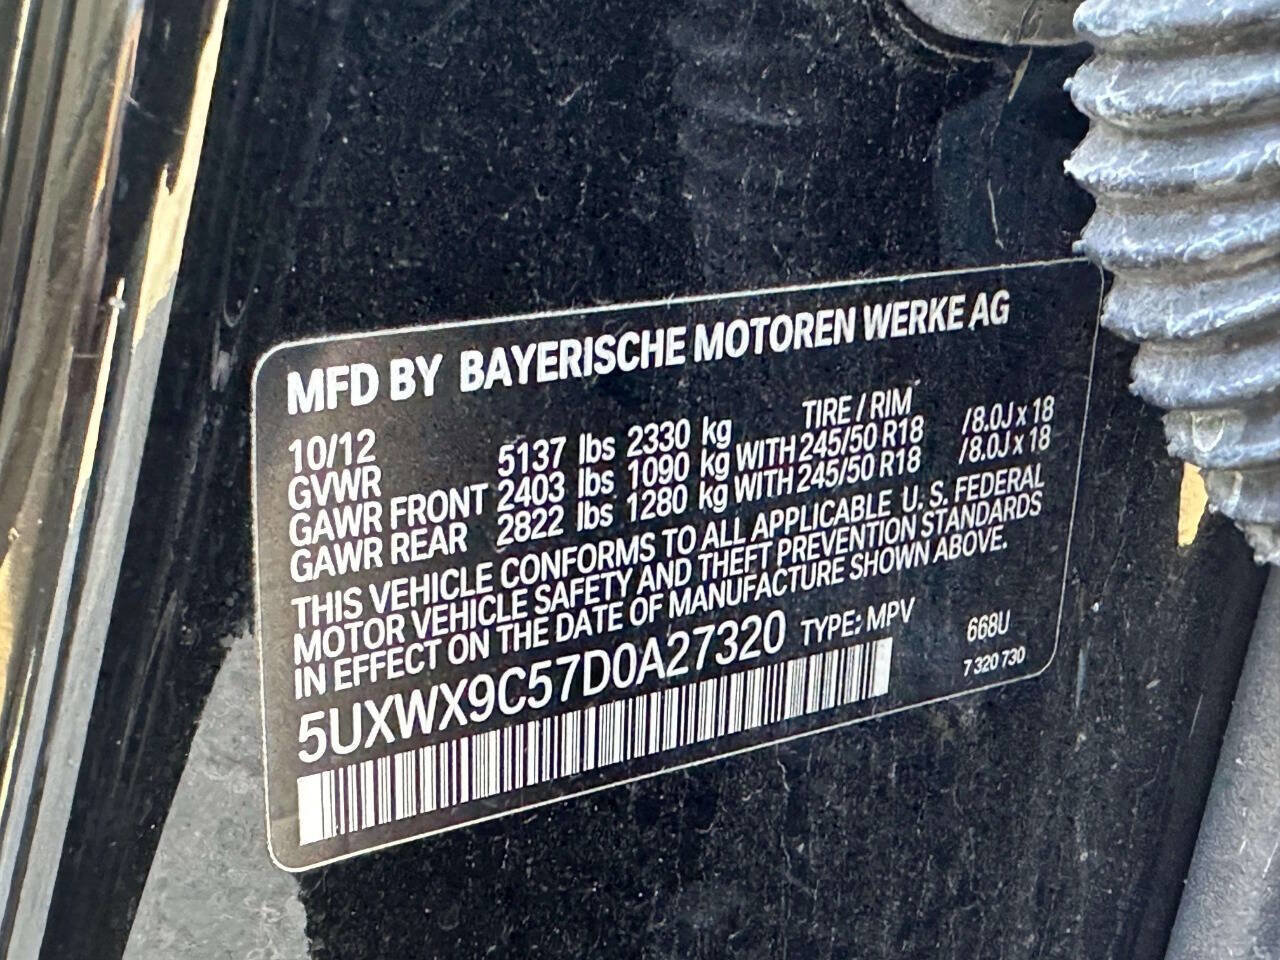 MFD BY BAYERISCHE MOTOREN WERKE AG
10/12 TIRE / RIM
GVWR 5137 lbs 2330 kg
GAWR FRONT 2403 lbs 1090 kg WITH 245/50 R18 /8.0J x 18
GAWR REAR 2822 lbs 1280 kg WITH 245/50 R18 /8.0J x 18
THIS VEHICLE CONFORMS TO ALL APPLICABLE U. S. FEDERAL
MOTOR VEHICLE SAFETY AND THEFT PREVENTION STANDARDS
IN EFFECT ON THE DATE OF MANUFACTURE SHOWN ABOVE.
5UXWX9C57D0A27320 TYPE: MPV 668U
7 320 730